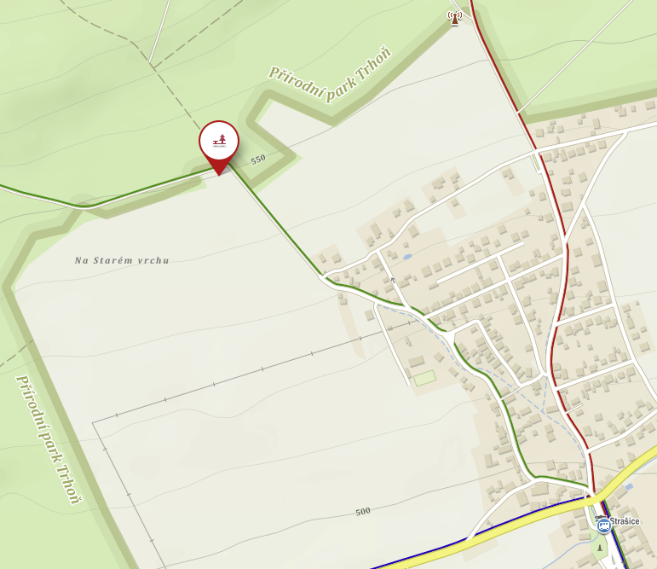 Přírodní park Trhoň
550
Na Starém vrchu
Přírodní park Trhoň
500
Strašice